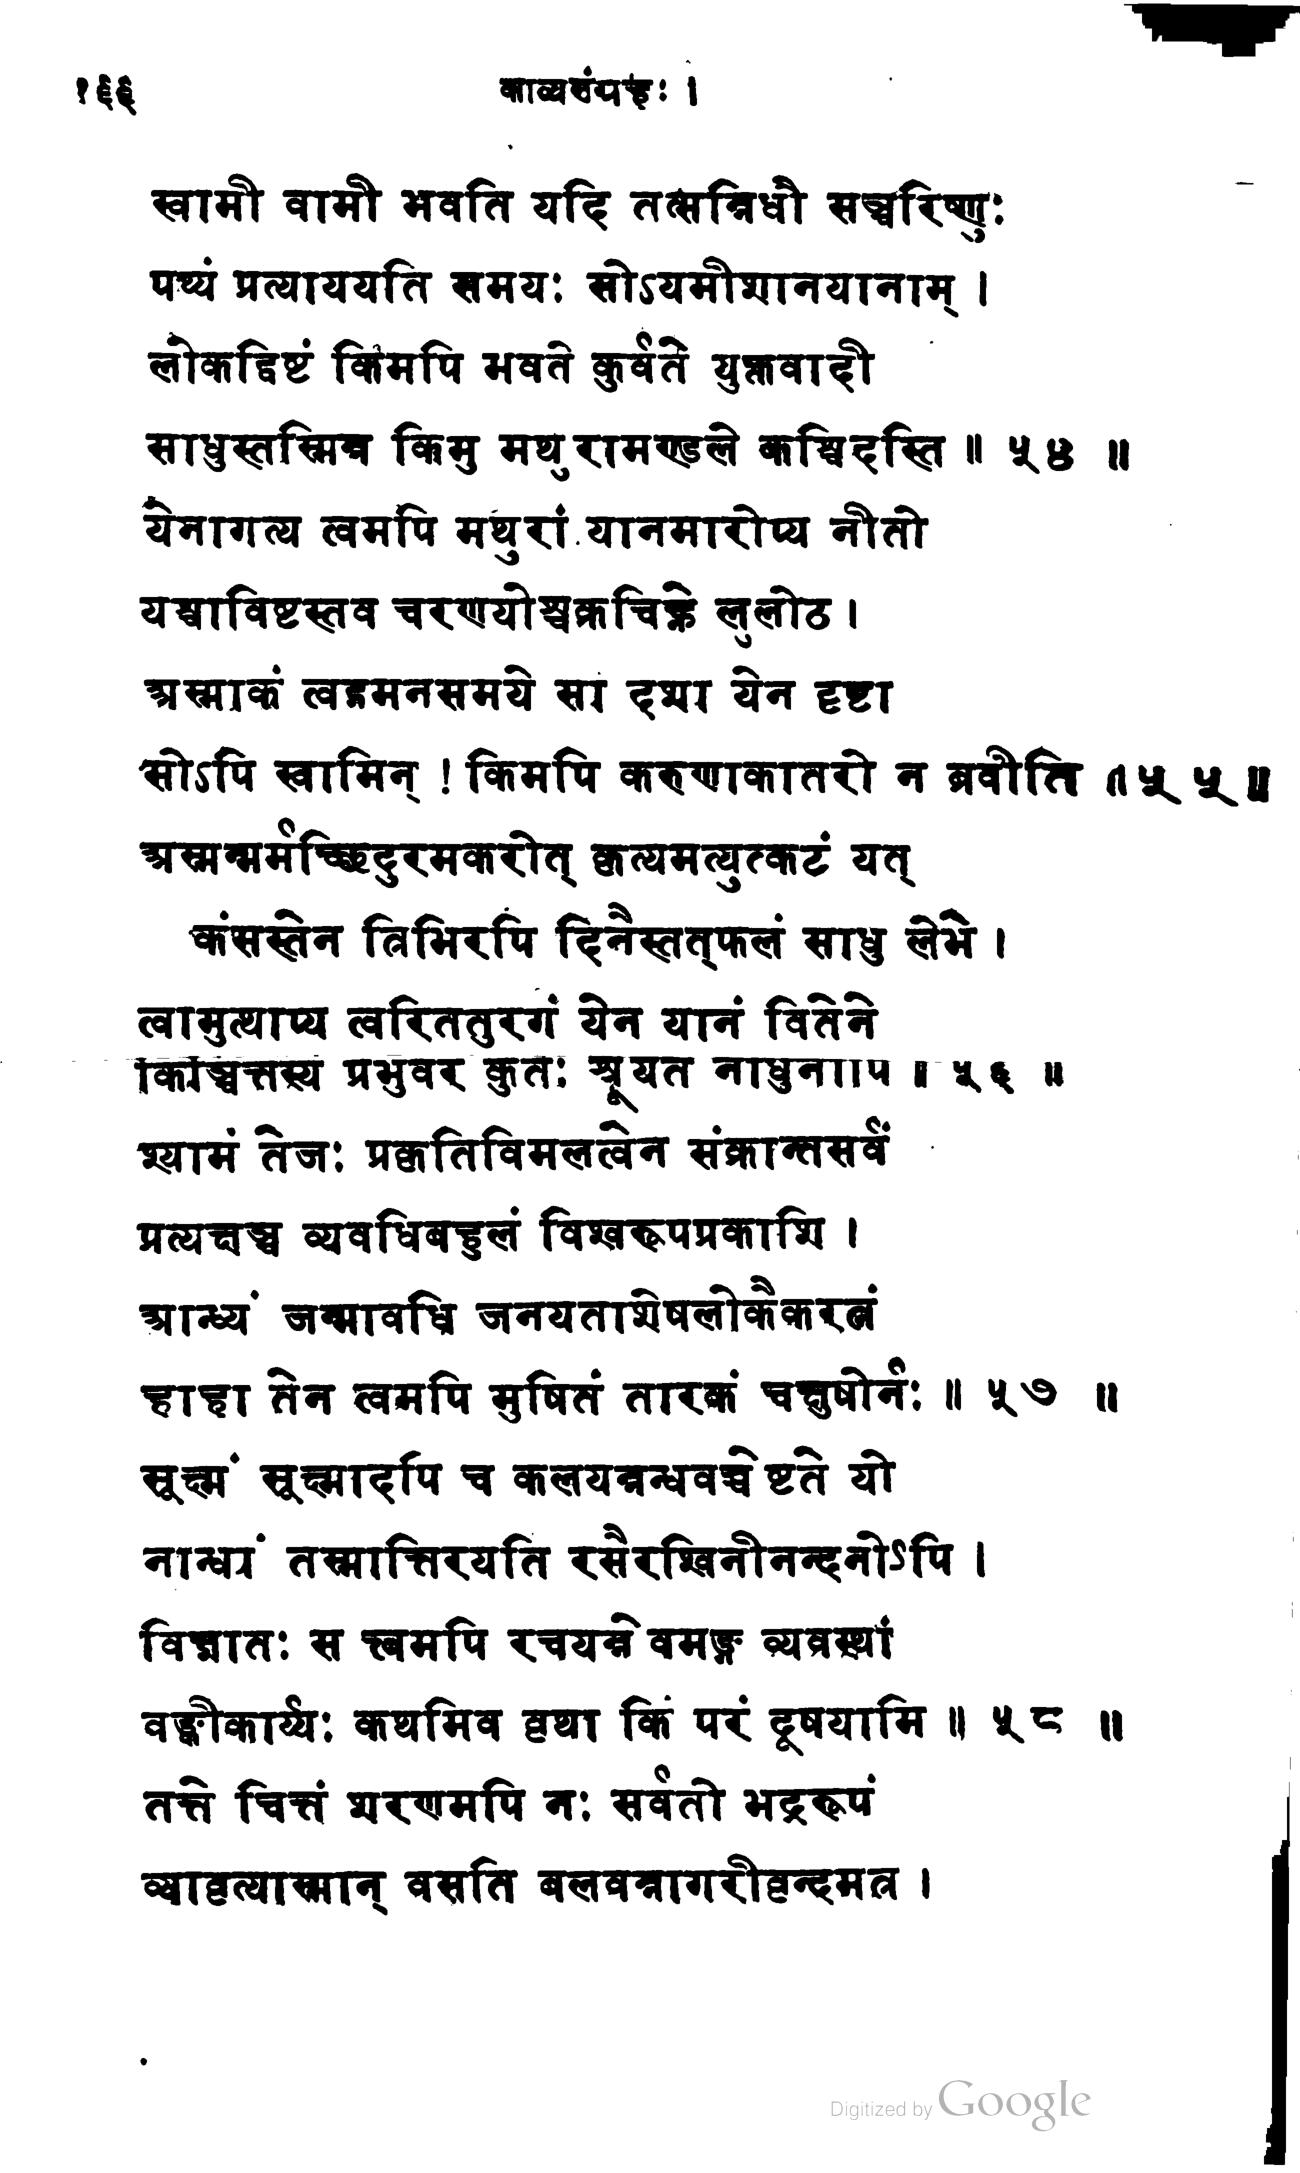 १६६
काव्यसंग्रहः ।
स्वामी वामी भवति यदि तत्सन्निधौ सञ्चरिष्णुः
पथ्यं प्रत्याययति समयः सोऽयमीशानयानाम् ।
लोकद्विष्टं किमपि भवते कुर्वते युक्तवादी
साधुस्तस्मिन्न किमु मथुरामण्डले कश्चिदस्ति ॥ ५४ ॥
येनागत्य त्वमपि मथुरां यानमारोप्य नीतो
यश्चाविष्टस्तव चरणयोश्चक्रचिह्ने लुलोठ ।
अस्माकं त्वद्गमनसमये सा दशा येन दृष्टा
सोऽपि स्वामिन् ! किमपि करुणाकातरो न ब्रवीति ॥ ५५ ॥
अस्मन्मर्मच्छिदुरमकरोत् कृत्यमत्युत्कटं यत्
कंसस्तेन त्रिभिरपि दिनैस्तत्फलं साधु लेभे ।
त्वामुत्थाप्य त्वरिततुरगं येन यानं वितेने
किञ्चित्तस्य प्रभुवर कुतः श्रूयते नाधुनापि ॥ ५६ ॥
श्यामं तेजः प्रकृतिविमलत्वेन संक्रान्तसर्वं
प्रत्यक्षञ्च व्यवधिबहुलं विश्वरूपप्रकाशि ।
आन्ध्यं जन्मावधि जनयताशेषलोकैकरत्नं
हाहा तेन त्वमपि मुषितं तारकं चक्षुषोर्नः ॥ ५७ ॥
सूक्ष्मं सूक्ष्मादपि च कलयन्नन्धवच्चेष्टते यो
नान्ध्यं तस्मात्तिरयति रसैरश्विनीनन्दनोऽपि ।
विद्मातः स त्वमपि रचयन्नेवमङ्ग व्यवस्थां
वङ्कीकार्य्यः कथमिव वृथा किं परं दूषयामि ॥ ५८ ॥
तत्ते चित्तं शरणमपि नः सर्वतो भद्ररूपं
व्यावृत्यास्मान् वसति बलवन्नागरीवृन्दमत्र ।
Digitized by Google